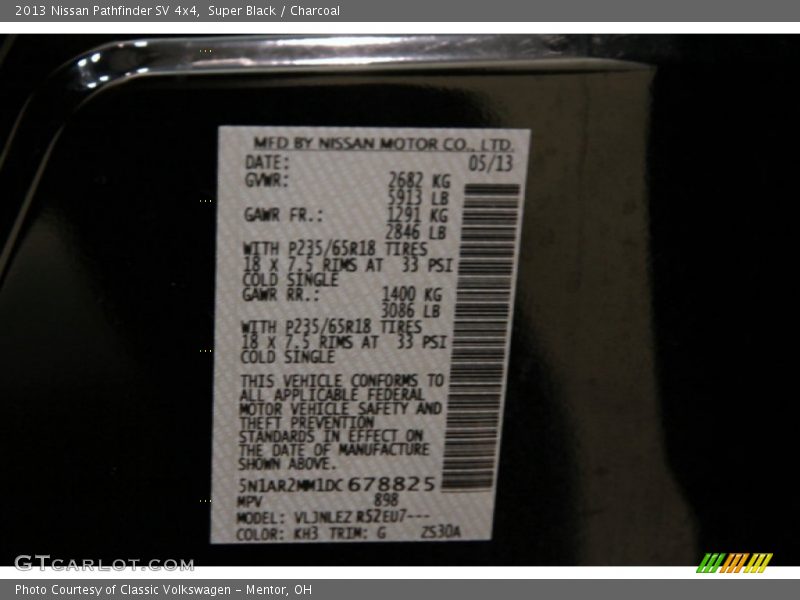 2013 Nissan Pathfinder SV 4x4,  Super Black / Charcoal
MFD BY NISSAN MOTOR CO., LTD.
DATE: 05/13
GVWR: 2682 KG
5913 LB
GAWR FR.: 1291 KG
2846 LB
WITH P235/65R18 TIRES
18 X 7.5 RIMS AT 33 PSI
COLD SINGLE
GAWR RR.: 1400 KG
3086 LB
WITH P235/65R18 TIRES
18 X 7.5 RIMS AT 33 PSI
COLD SINGLE
THIS VEHICLE CONFORMS TO
ALL APPLICABLE FEDERAL
MOTOR VEHICLE SAFETY AND
THEFT PREVENTION
STANDARDS IN EFFECT ON
THE DATE OF MANUFACTURE
SHOWN ABOVE.
5N1AR2MM1DC678825
MPV 898
MODEL:
COLOR: KH3 TRIM: G ZS30A
GTCARLOT.COM
Photo Courtesy of Classic Volkswagen – Mentor, OH